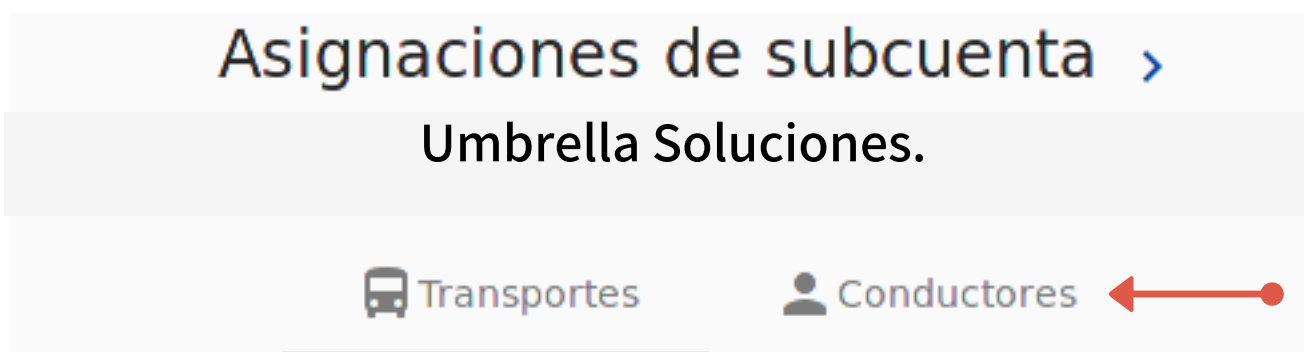 Asignaciones de subcuenta
Umbrella Soluciones.
Transportes Conductores